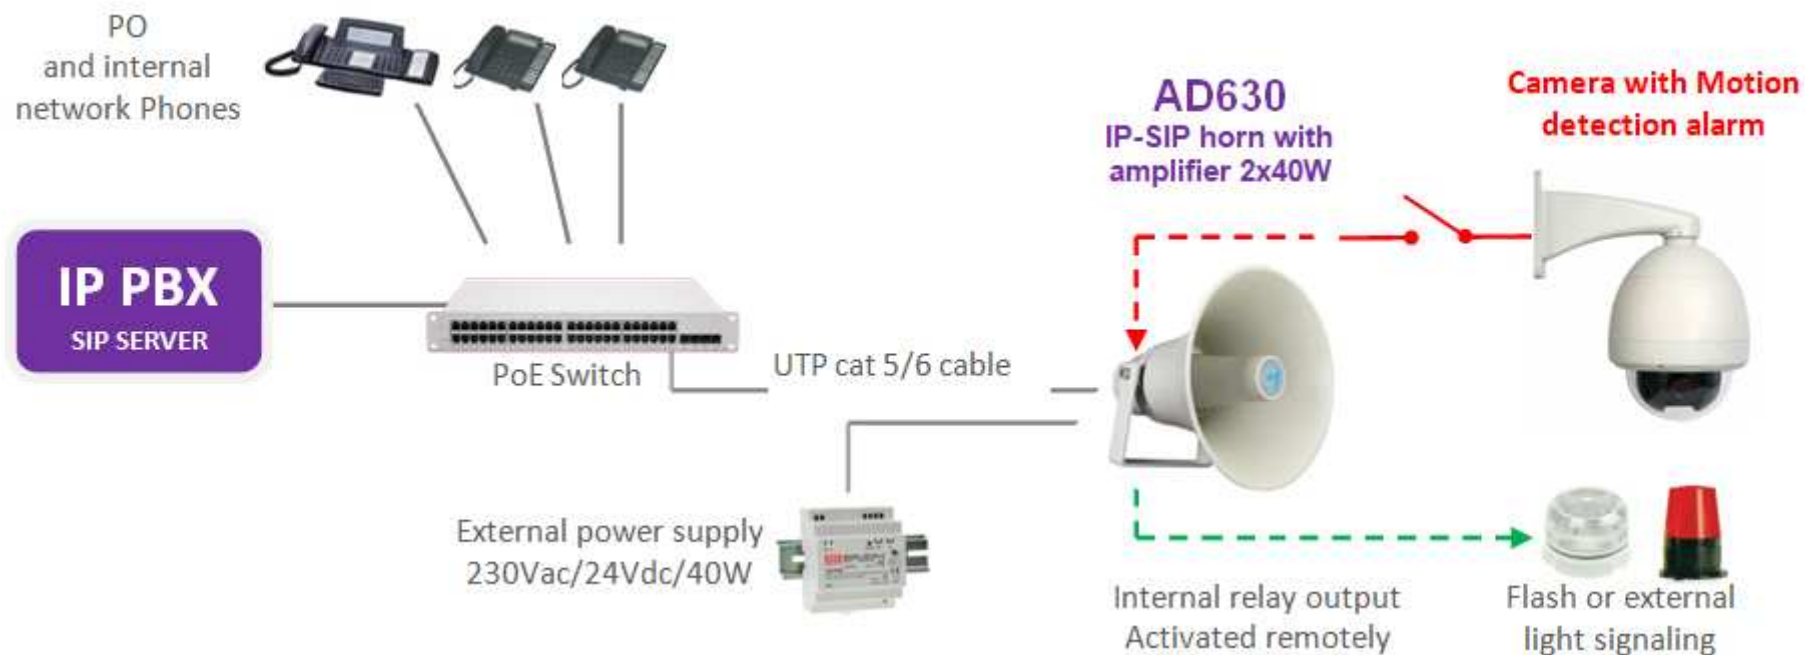 PO
and internal
network Phones
AD630
IP-SIP horn with
amplifier 2x40W
Camera with Motion
detection alarm
IP PBX
SIP SERVER
PoE Switch
UTP cat 5/6 cable
External power supply
230Vac/24Vdc/40W
Internal relay output
Activated remotely
Flash or external
light signaling